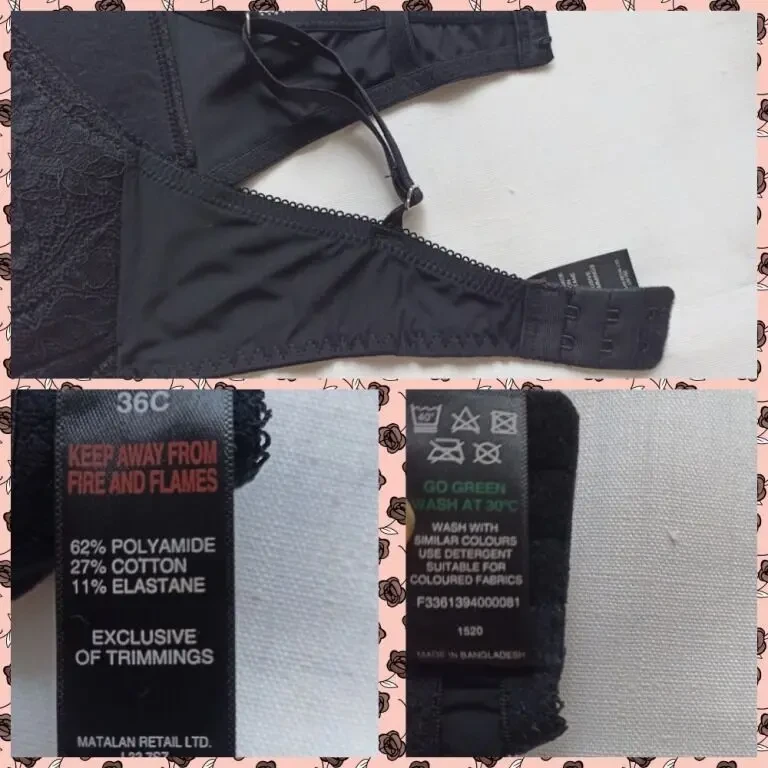 36C
KEEP AWAY FROM
FIRE AND FLAMES
62% POLYAMIDE
27% COTTON
11% ELASTANE
EXCLUSIVE
OF TRIMMINGS
MATALAN RETAIL LTD.
40°
GO GREEN
WASH AT 30°C
WASH WITH
SIMILAR COLOURS
USE DETERGENT
SUITABLE FOR
COLOURED FABRICS
F3361394000081
1520
MADE IN BANGLADESH